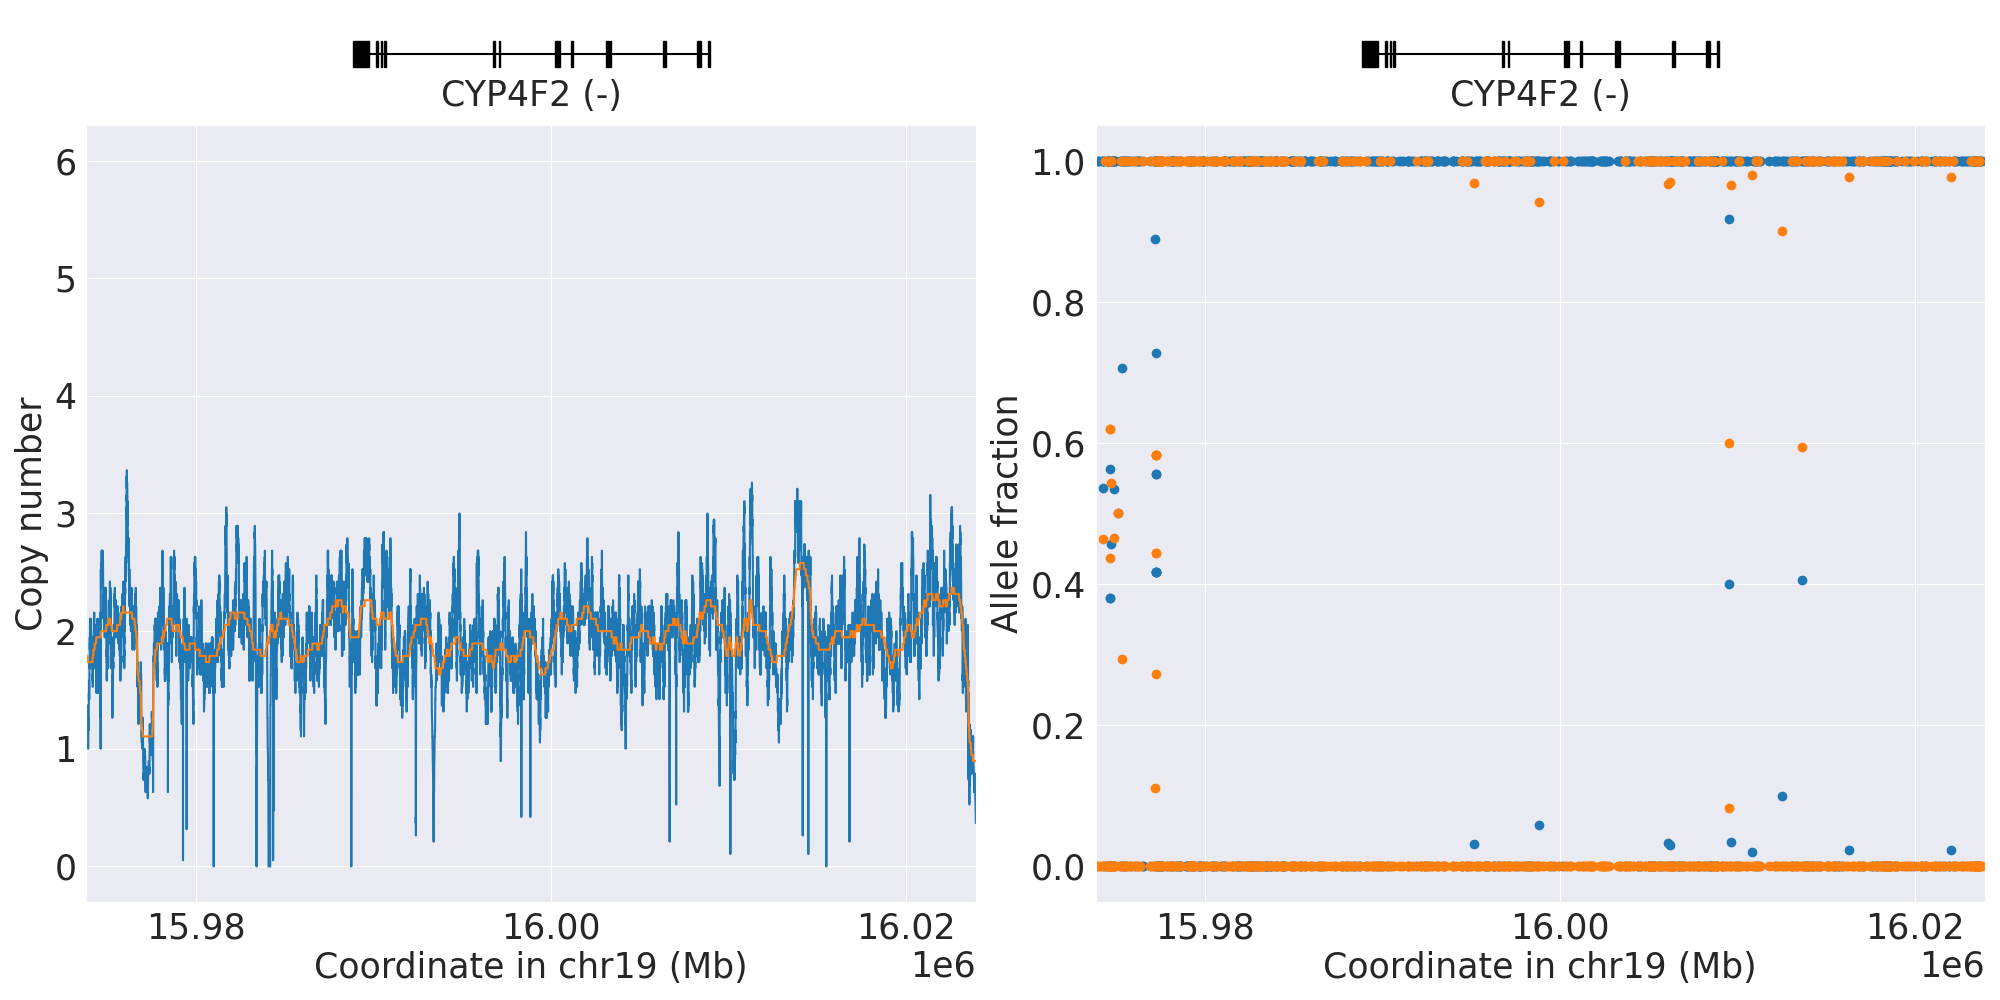 CYP4F2 (-)
6
5
4
3
2
1
0
Copy number
15.98 16.00 16.02
Coordinate in chr19 (Mb)
1e6
CYP4F2 (-)
1.0
0.8
0.6
0.4
0.2
0.0
Allele fraction
15.98 16.00 16.02
Coordinate in chr19 (Mb)
1e6